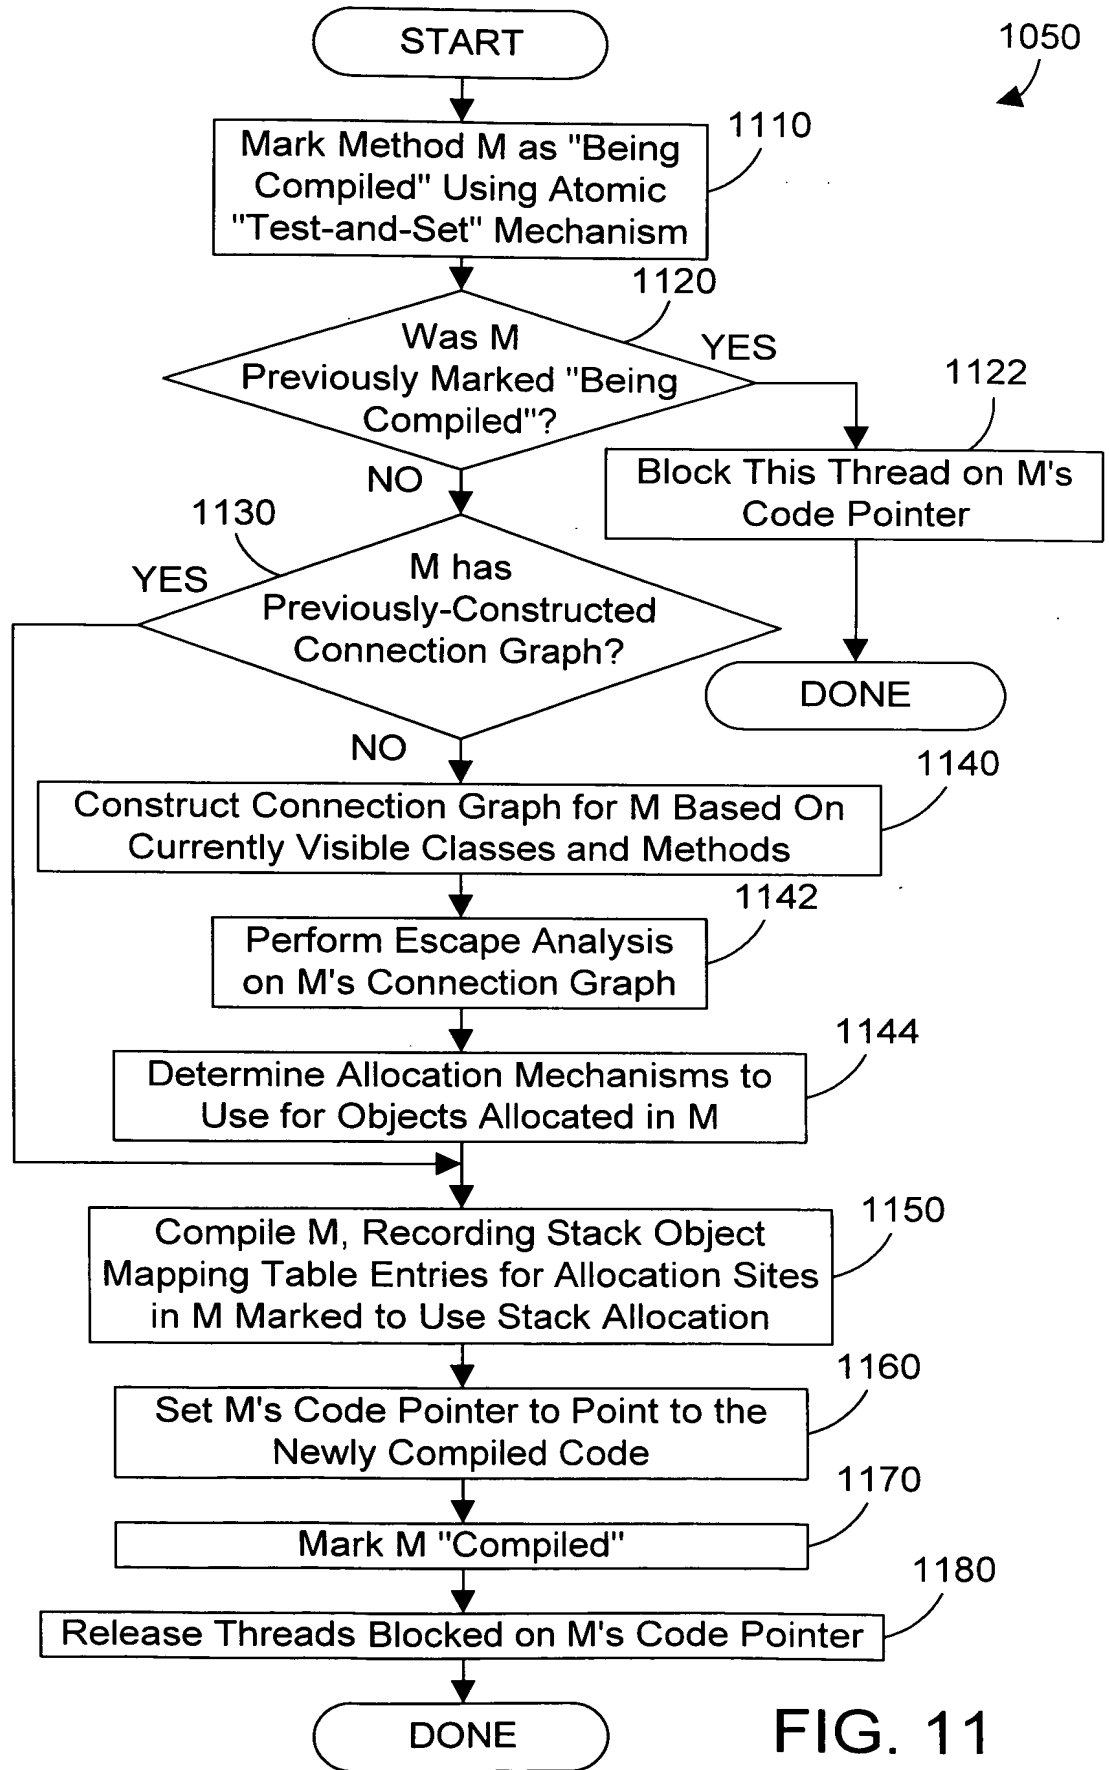 START
1050
1110
Mark Method M as "Being
Compiled" Using Atomic
"Test-and-Set" Mechanism
1120
Was M
Previously Marked "Being
Compiled"?
YES
1122
Block This Thread on M's
Code Pointer
DONE
NO
1130
YES
M has
Previously-Constructed
Connection Graph?
NO
1140
Construct Connection Graph for M Based On
Currently Visible Classes and Methods
1142
Perform Escape Analysis
on M's Connection Graph
1144
Determine Allocation Mechanisms to
Use for Objects Allocated in M
1150
Compile M, Recording Stack Object
Mapping Table Entries for Allocation Sites
in M Marked to Use Stack Allocation
1160
Set M's Code Pointer to Point to the
Newly Compiled Code
1170
Mark M "Compiled"
1180
Release Threads Blocked on M's Code Pointer
DONE
FIG. 11